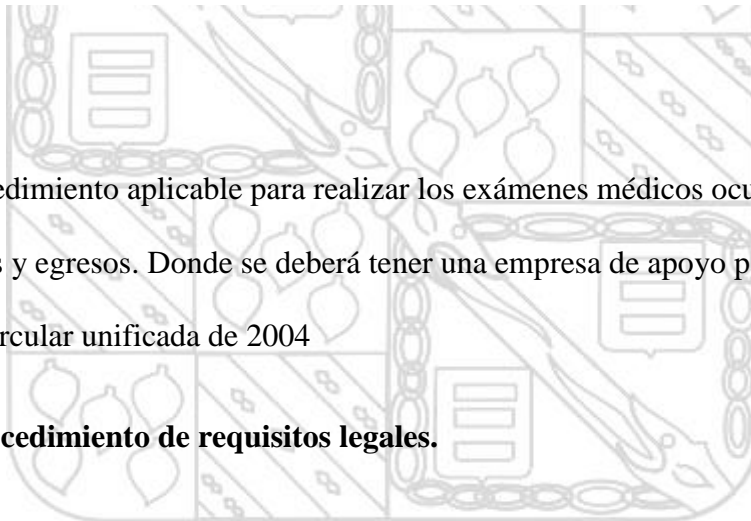 edimiento aplicable para realizar los exámenes médicos ocu
s y egresos. Donde se deberá tener una empresa de apoyo p
rcular unificada de 2004
cedimiento de requisitos legales.